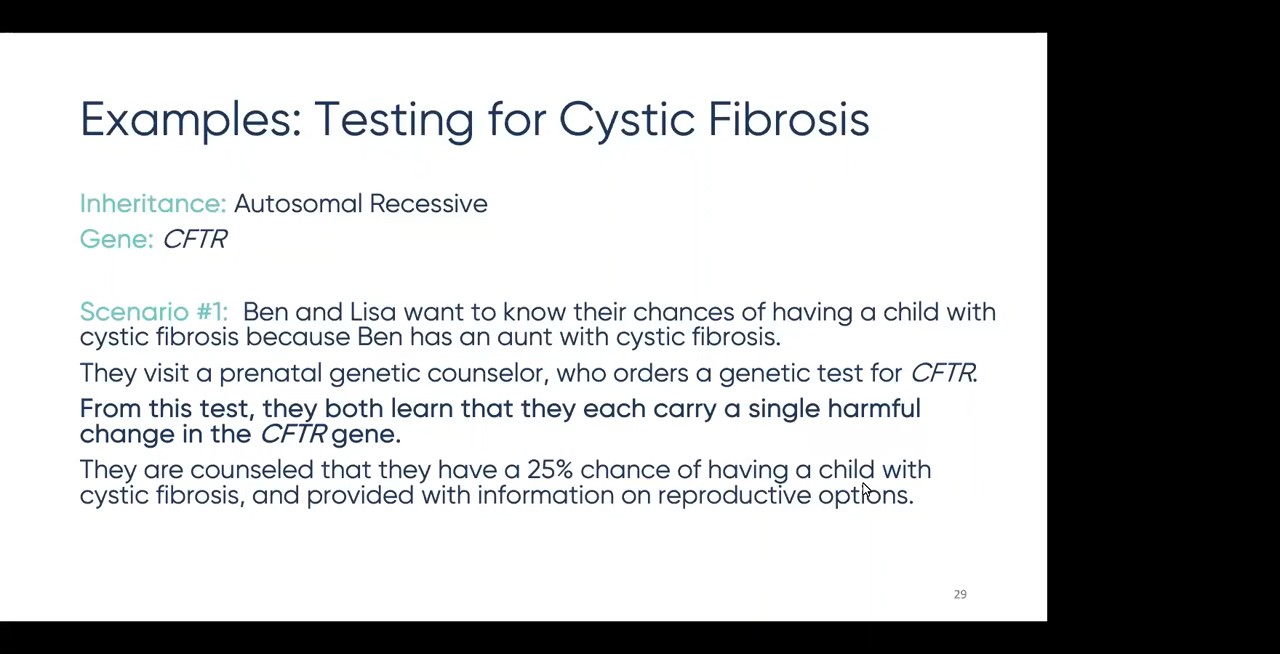 Examples: Testing for Cystic Fibrosis
Inheritance: Autosomal Recessive
Gene: CFTR
Scenario #1: Ben and Lisa want to know their chances of having a child with
cystic fibrosis because Ben has an aunt with cystic fibrosis.
They visit a prenatal genetic counselor, who orders a genetic test for CFTR.
From this test, they both learn that they each carry a single harmful
change in the CFTR gene.
They are counseled that they have a 25% chance of having a child with
cystic fibrosis, and provided with information on reproductive options.
29